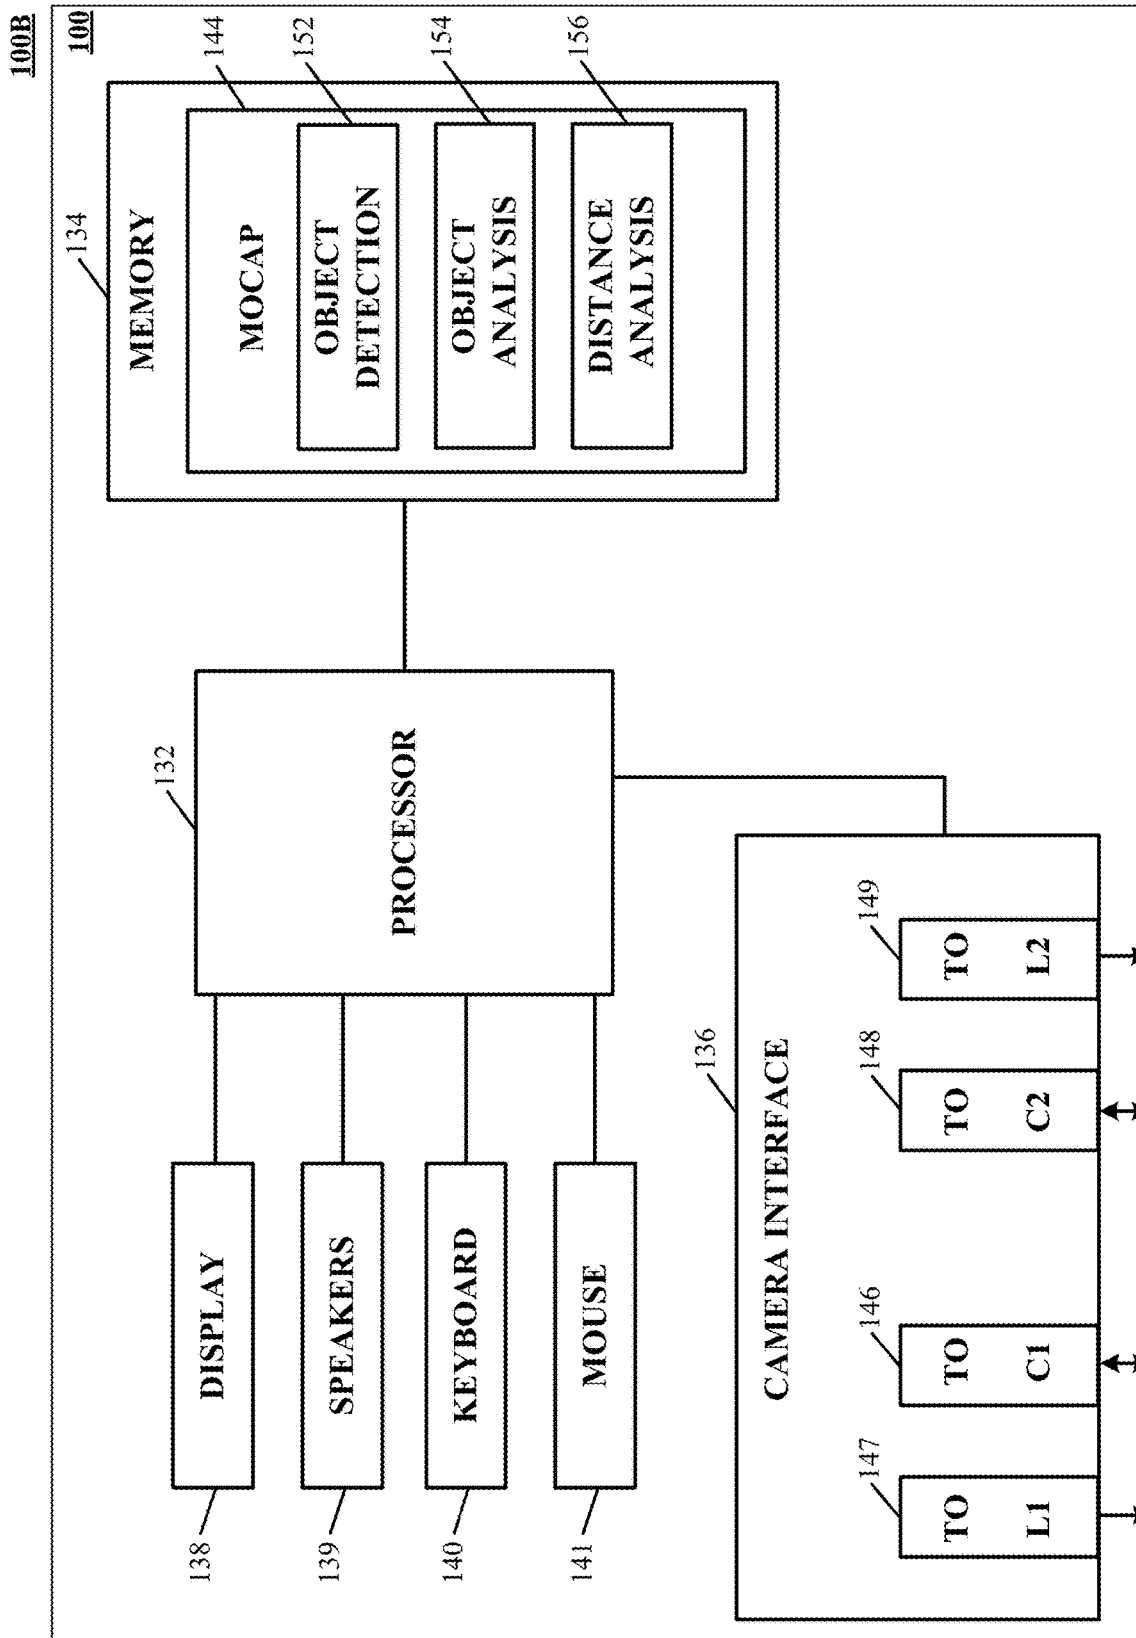 100B
100
134
MEMORY
144
MOCAP
152
OBJECT
DETECTION
154
OBJECT
ANALYSIS
156
DISTANCE
ANALYSIS
132
PROCESSOR
138
DISPLAY
139
SPEAKERS
140
KEYBOARD
141
MOUSE
136
CAMERA INTERFACE
147
TO
L1
146
TO
C1
148
TO
C2
149
TO
L2